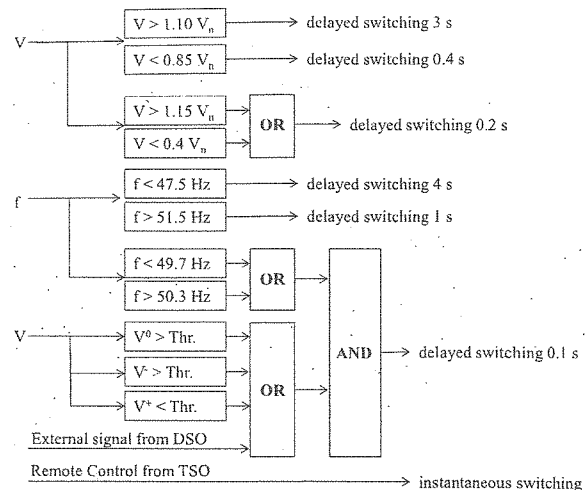 V
V > 1.10 Vn
delayed switching 3 s
V < 0.85 Vn
delayed switching 0.4 s
V > 1.15 Vn
V < 0.4 Vn
OR
delayed switching 0.2 s
f
f < 47.5 Hz
delayed switching 4 s
f > 51.5 Hz
delayed switching 1 s
f < 49.7 Hz
f > 50.3 Hz
OR
V
V⁰ > Thr.
V⁻ > Thr.
V⁺ < Thr.
OR
AND
delayed switching 0.1 s
External signal from DSO
Remote Control from TSO
instantaneous switching